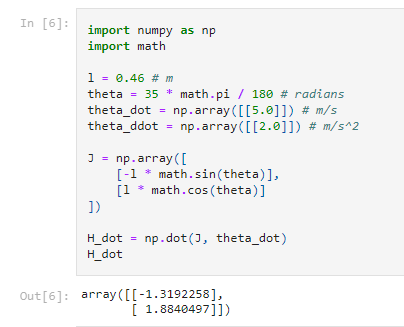 In [6]:
import numpy as np
import math
l = 0.46 # m
theta = 35 * math.pi / 180 # radians
theta_dot = np.array([[5.0]]) # m/s
theta_ddot = np.array([[2.0]]) # m/s^2
J = np.array([
[-l * math.sin(theta)],
[l * math.cos(theta)]
])
H_dot = np.dot(J, theta_dot)
H_dot
Out[6]: array([[-1.3192258],
[ 1.8840497]])